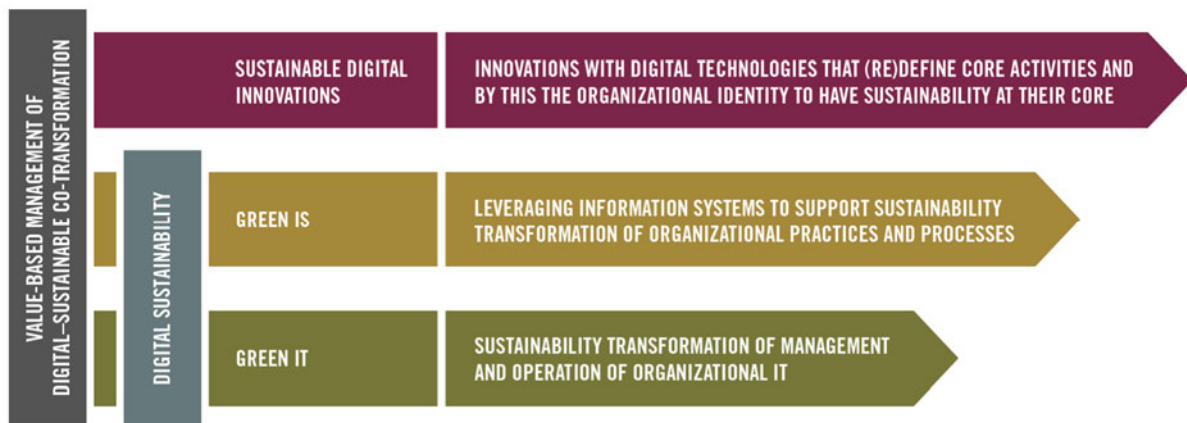 VALUE-BASED MANAGEMENT OF
DIGITAL–SUSTAINABLE CO-TRANSFORMATION
SUSTAINABLE DIGITAL
INNOVATIONS
INNOVATIONS WITH DIGITAL TECHNOLOGIES THAT (RE)DEFINE CORE ACTIVITIES AND
BY THIS THE ORGANIZATIONAL IDENTITY TO HAVE SUSTAINABILITY AT THEIR CORE
DIGITAL SUSTAINABILITY
GREEN IS
LEVERAGING INFORMATION SYSTEMS TO SUPPORT SUSTAINABILITY
TRANSFORMATION OF ORGANIZATIONAL PRACTICES AND PROCESSES
GREEN IT
SUSTAINABILITY TRANSFORMATION OF MANAGEMENT
AND OPERATION OF ORGANIZATIONAL IT